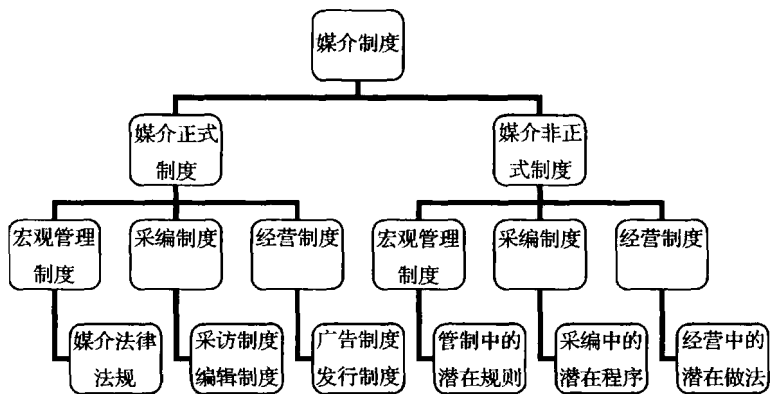 媒介制度
媒介正式
制度
媒介非正
式制度
宏观管理
制度
采编制度
经营制度
宏观管理
制度
采编制度
经营制度
媒介法律
法规
采访制度
编辑制度
广告制度
发行制度
管制中的
潜在规则
采编中的
潜在程序
经营中的
潜在做法